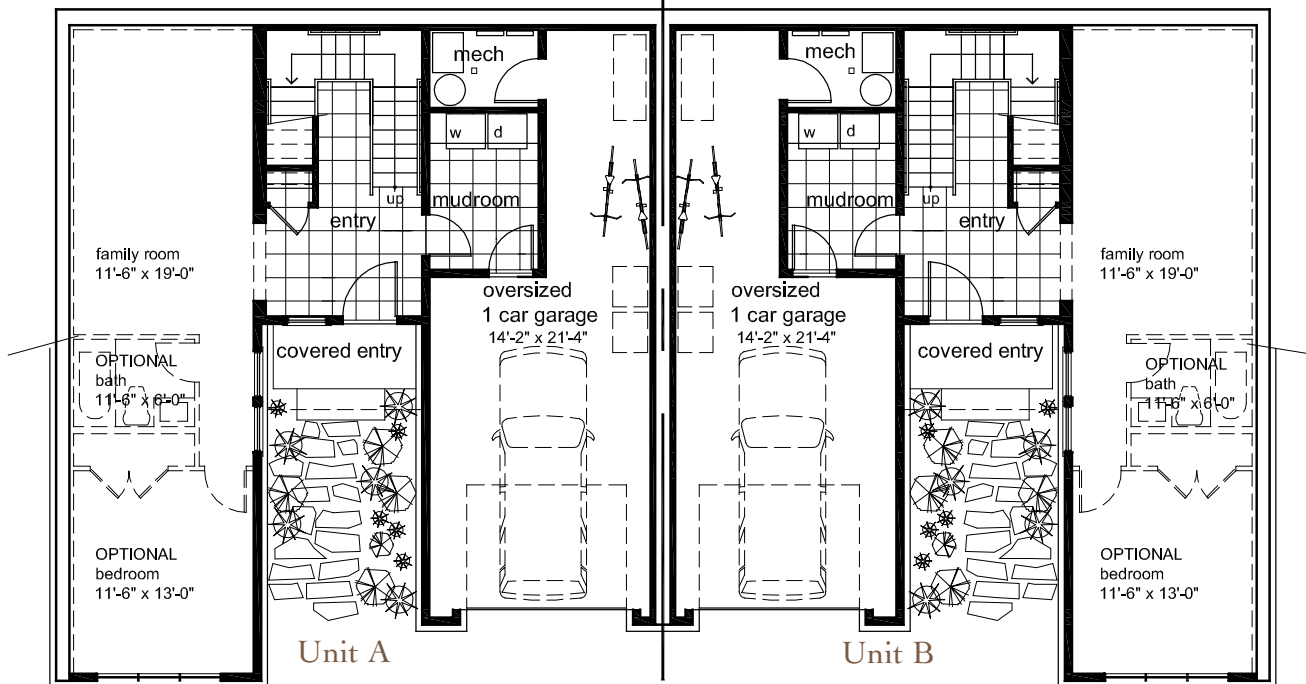 mech
w d
up
mudroom
entry
family room
11'-6" x 19'-0"
oversized
1 car garage
14'-2" x 21'-4"
covered entry
OPTIONAL
bath
11'-6" x 6'-0"
OPTIONAL
bedroom
11'-6" x 13'-0"
Unit A
mech
w d
mudroom
up
entry
family room
11'-6" x 19'-0"
oversized
1 car garage
14'-2" x 21'-4"
covered entry
OPTIONAL
bath
11'-6" x 6'-0"
OPTIONAL
bedroom
11'-6" x 13'-0"
Unit B